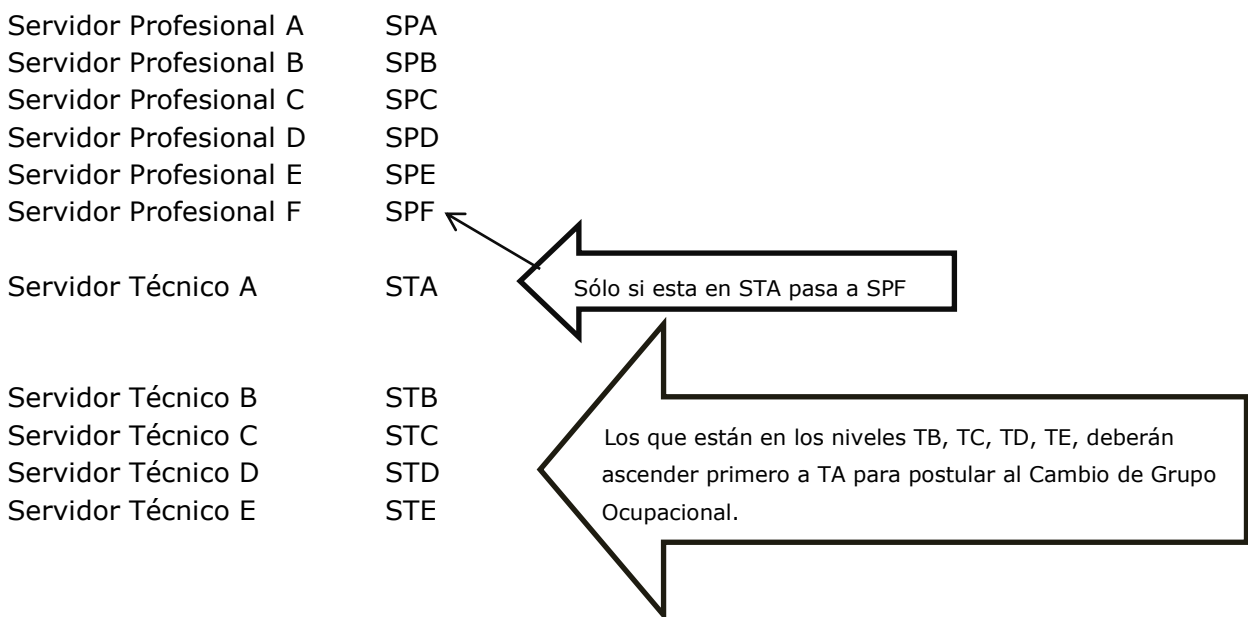 Servidor Profesional A SPA
Servidor Profesional B SPB
Servidor Profesional C SPC
Servidor Profesional D SPD
Servidor Profesional E SPE
Servidor Profesional F SPF
Servidor Técnico A STA
Sólo si esta en STA pasa a SPF
Servidor Técnico B STB
Servidor Técnico C STC
Servidor Técnico D STD
Servidor Técnico E STE
Los que están en los niveles TB, TC, TD, TE, deberán
ascender primero a TA para postular al Cambio de Grupo
Ocupacional.